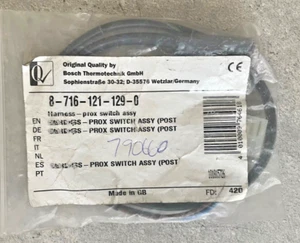 Original Quality by
Bosch Thermotechnik GmbH
Sophienstraße 30-32; D-35576 Wetzlar/Germany
8-716-121-129-0
Harness-prox switch assy
EN -PROX SWITCH ASSY (POST
DE -PROX SWITCH ASSY (POST
FR
IT
NL
ES -PROX SWITCH ASSY (POST
PT
790660
Made in GB
FD: 420